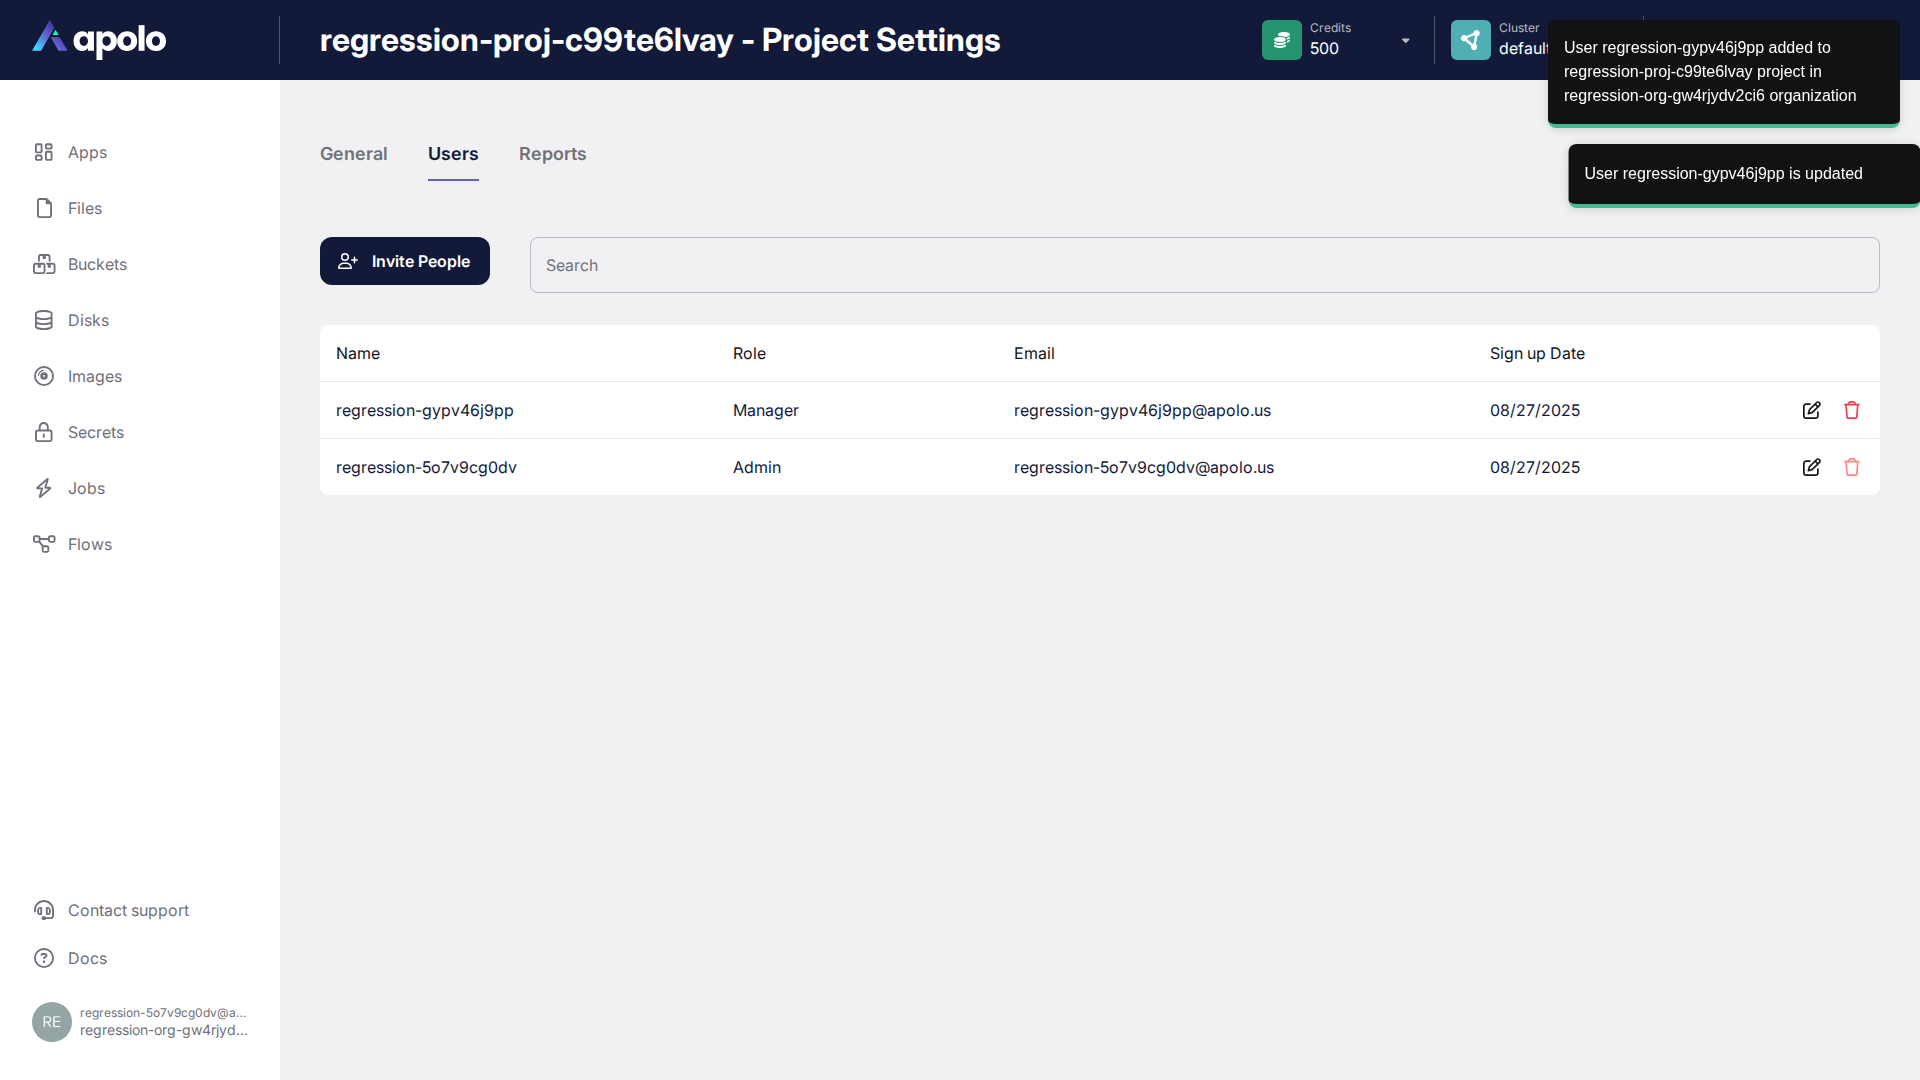 apolo
regression-proj-c99te6lvay - Project Settings
Credits
500
Cluster
default
User regression-gypv46j9pp added to
regression-proj-c99te6lvay project in
regression-org-gw4rjydv2ci6 organization
User regression-gypv46j9pp is updated
Apps
Files
Buckets
Disks
Images
Secrets
Jobs
Flows
General
Users
Reports
Invite People
Search
Name
Role
Email
Sign up Date
regression-gypv46j9pp
Manager
regression-gypv46j9pp@apolo.us
08/27/2025
regression-5o7v9cg0dv
Admin
regression-5o7v9cg0dv@apolo.us
08/27/2025
Contact support
Docs
RE
regression-5o7v9cg0dv@a...
regression-org-gw4rjyd...